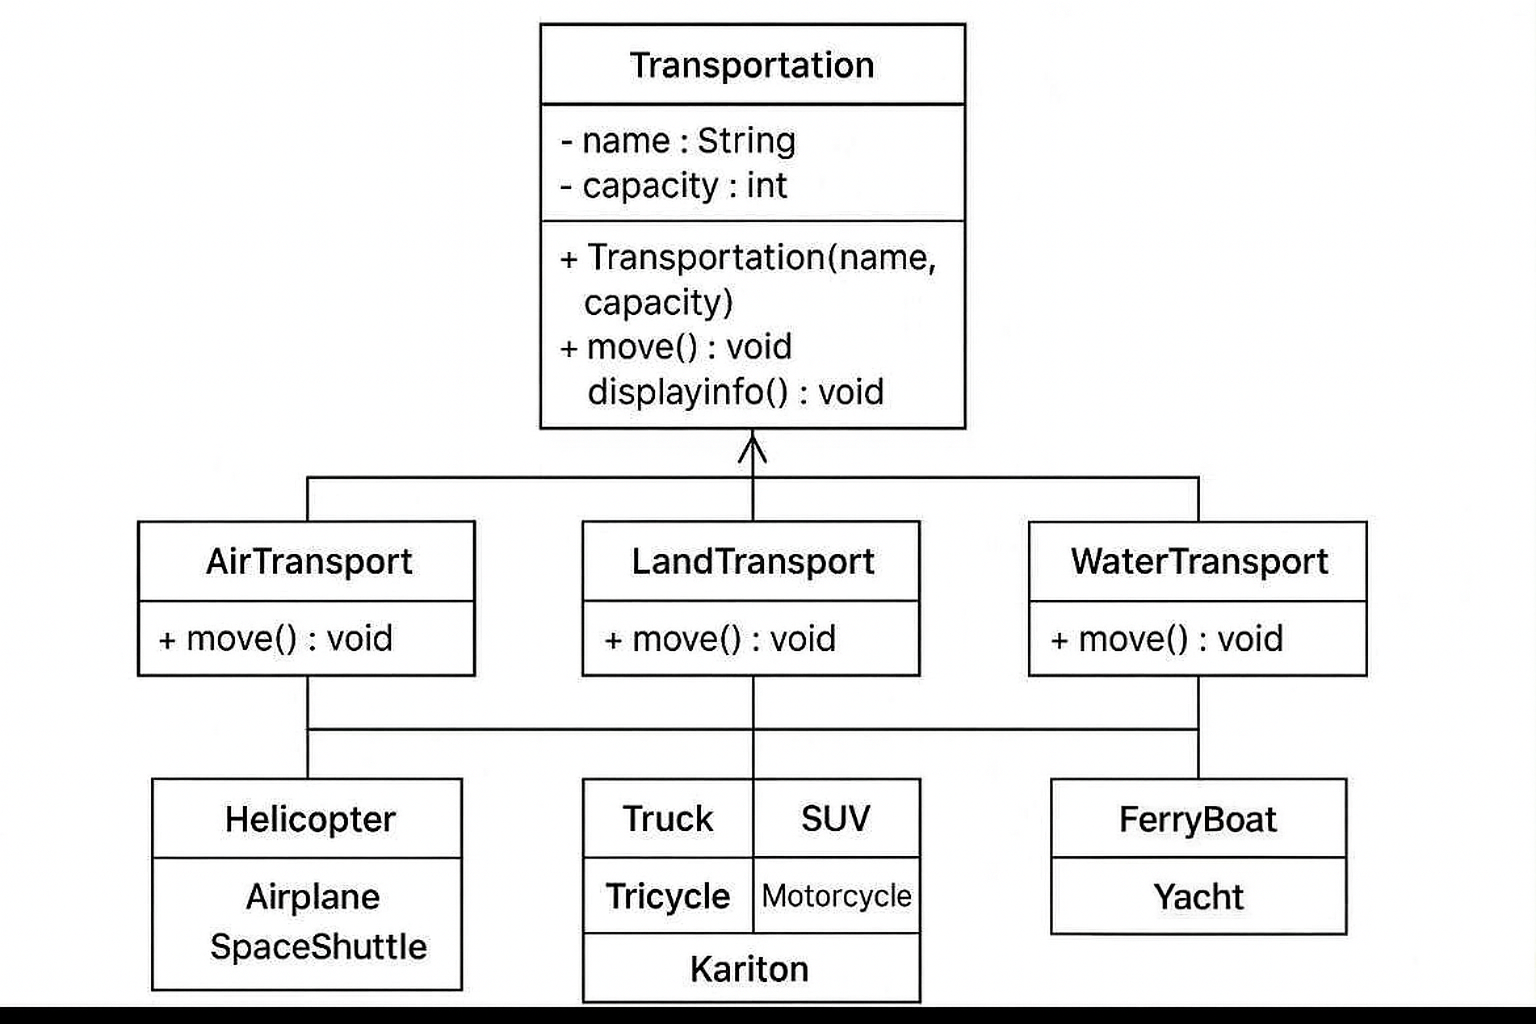 Transportation
- name : String
- capacity : int
+ Transportation(name,
capacity)
+ move() : void
displayinfo() : void
AirTransport
+ move() : void
LandTransport
+ move() : void
WaterTransport
+ move() : void
Helicopter
Airplane
SpaceShuttle
Truck
SUV
Tricycle
Motorcycle
Kariton
FerryBoat
Yacht